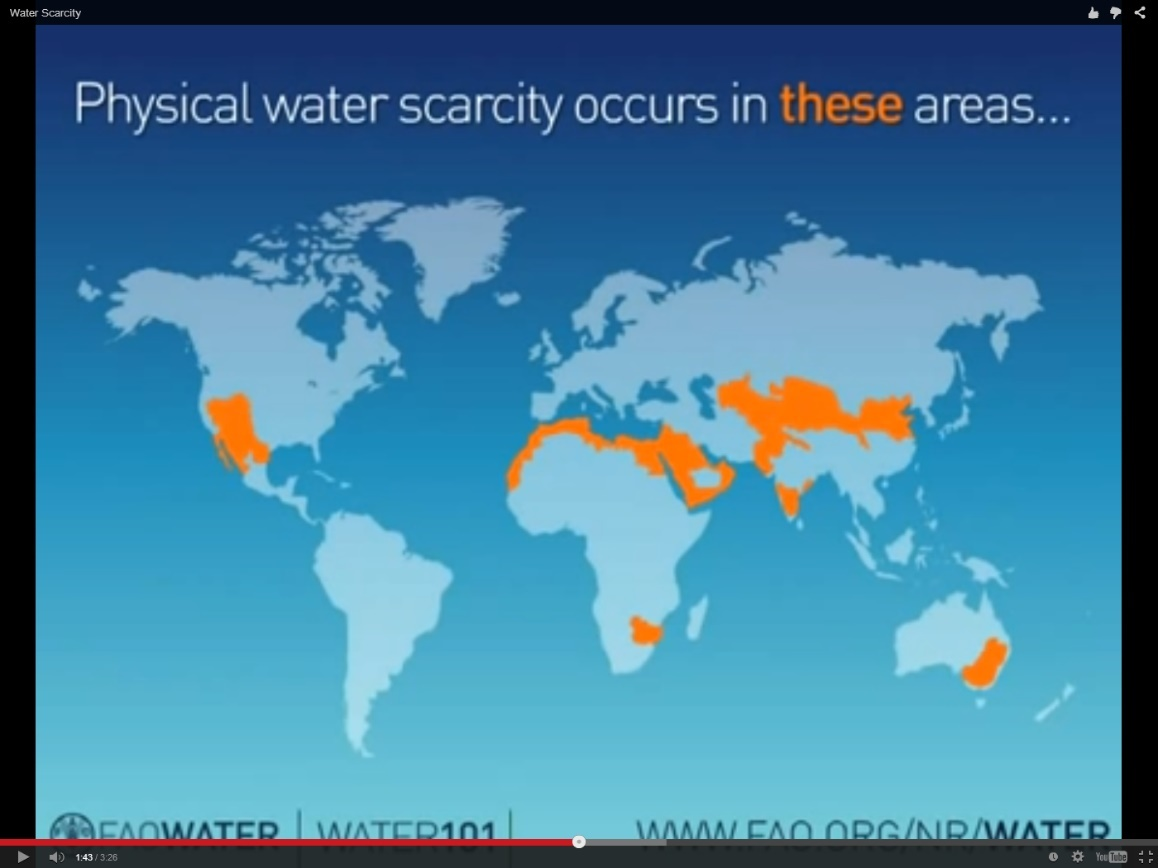 Water Scarcity
Physical water scarcity occurs in these areas...
FAOWATER | WATER101 |
WWW.FAO.ORG/NR/WATER
1:43 / 3:26
YouTube